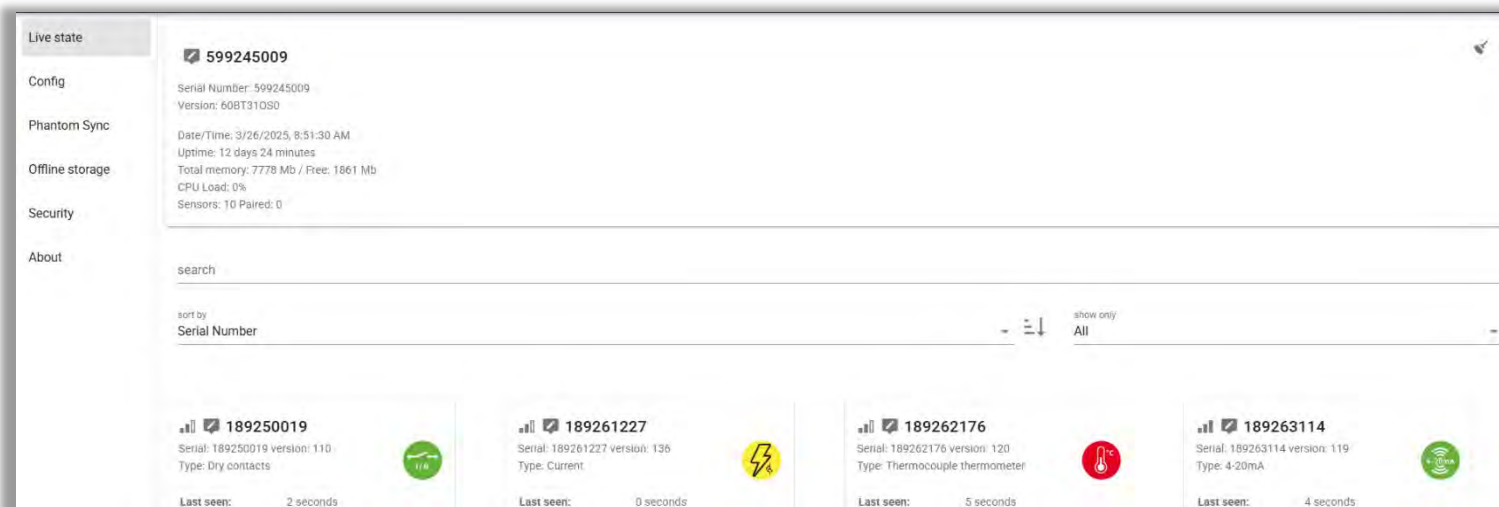 Live state
Config
Phantom Sync
Offline storage
Security
About
599245009
Serial Number: 599245009
Version: 60BT31OS0
Date/Time: 3/26/2025, 8:51:30 AM
Uptime: 12 days 24 minutes
Total memory: 7778 Mb / Free: 1861 Mb
CPU Load: 0%
Sensors: 10 Paired: 0
search
sort by
Serial Number
show only
All
189250019
Serial: 189250019 version: 110
Type: Dry contacts
I/0
Last seen: 2 seconds
189261227
Serial: 189261227 version: 136
Type: Current
Last seen: 0 seconds
189262176
Serial: 189262176 version: 120
Type: Thermocouple thermometer
°C
Last seen: 5 seconds
189263114
Serial: 189263114 version: 119
Type: 4-20mA
4-20mA
Last seen: 4 seconds